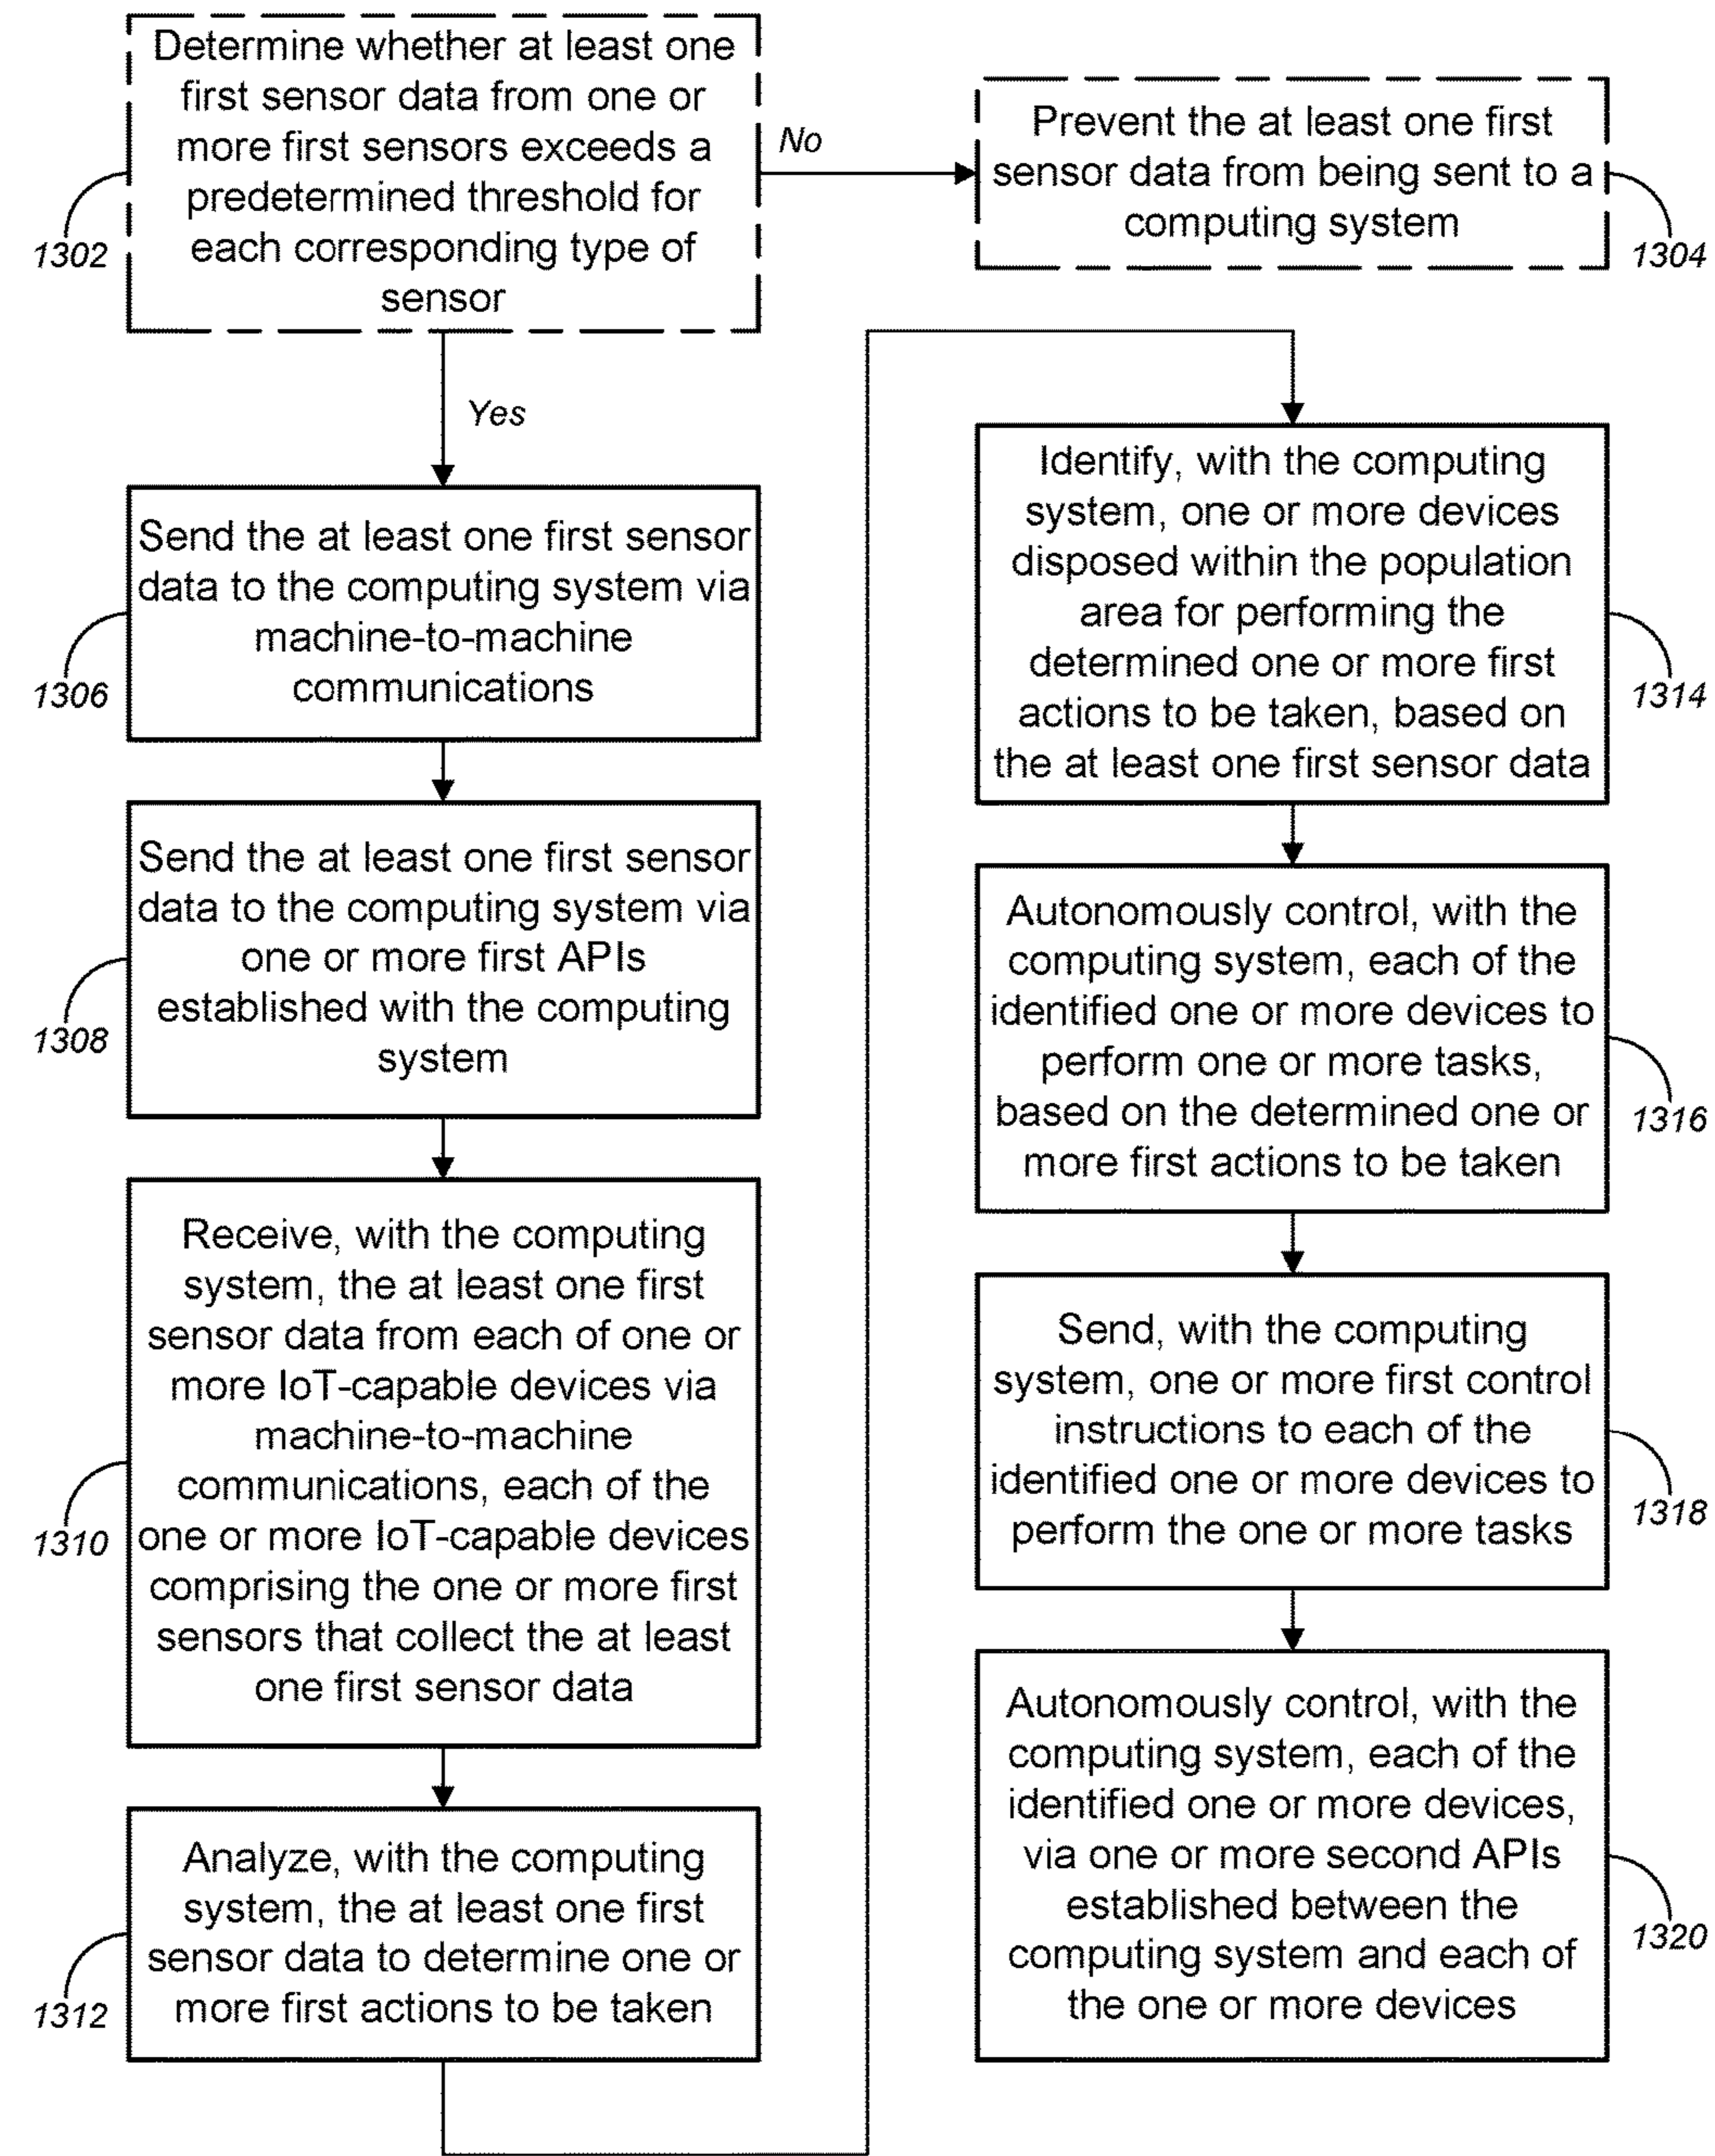 Determine whether at least one
first sensor data from one or
more first sensors exceeds a
predetermined threshold for
each corresponding type of
sensor
1302
No
Prevent the at least one first
sensor data from being sent to a
computing system
1304
Yes
Send the at least one first sensor
data to the computing system via
machine-to-machine
communications
1306
Send the at least one first sensor
data to the computing system via
one or more first APIs
established with the computing
system
1308
Receive, with the computing
system, the at least one first
sensor data from each of one or
more IoT-capable devices via
machine-to-machine
communications, each of the
one or more IoT-capable devices
comprising the one or more first
sensors that collect the at least
one first sensor data
1310
Analyze, with the computing
system, the at least one first
sensor data to determine one or
more first actions to be taken
1312
Identify, with the computing
system, one or more devices
disposed within the population
area for performing the
determined one or more first
actions to be taken, based on
the at least one first sensor data
1314
Autonomously control, with the
computing system, each of the
identified one or more devices to
perform one or more tasks,
based on the determined one or
more first actions to be taken
1316
Send, with the computing
system, one or more first control
instructions to each of the
identified one or more devices to
perform the one or more tasks
1318
Autonomously control, with the
computing system, each of the
identified one or more devices,
via one or more second APIs
established between the
computing system and each of
the one or more devices
1320